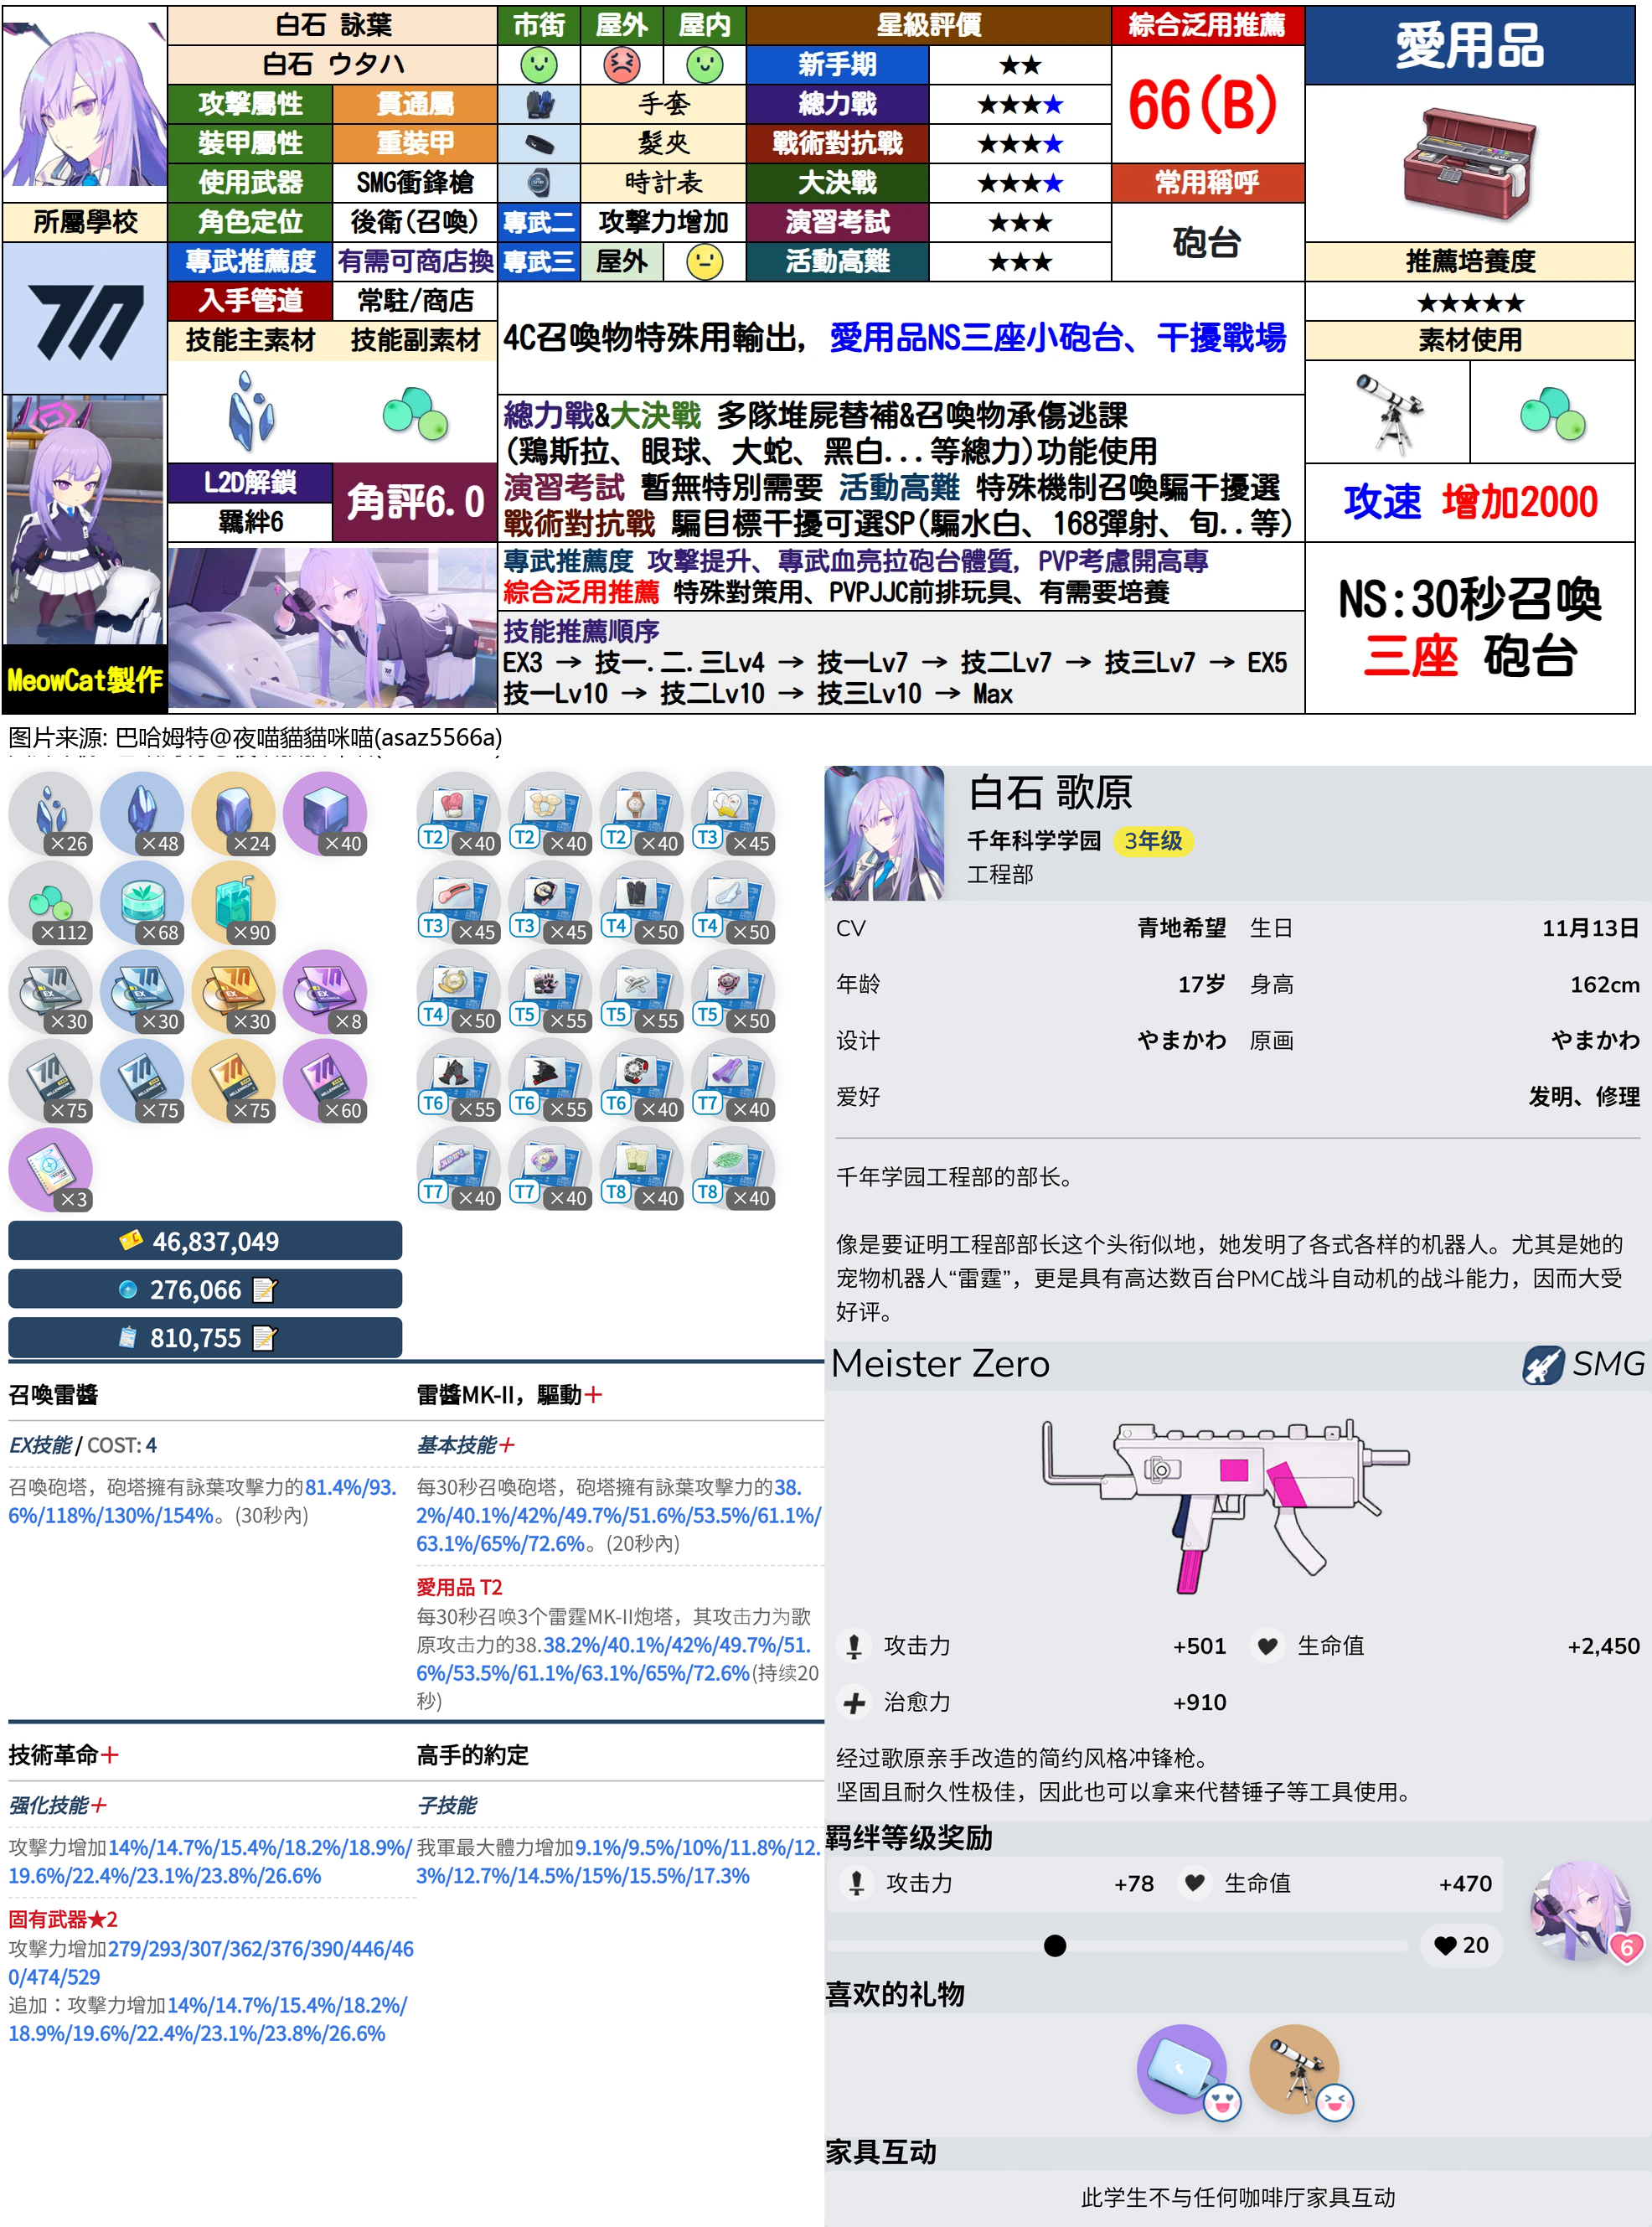 白石 詠葉
市街
屋外
屋內
星級評價
綜合泛用推薦
愛用品
白石 ウタハ
新手期
★★
66(B)
攻擊屬性
貫通屬
手套
總力戰
★★★★
裝甲屬性
重裝甲
髮夾
戰術對抗戰
★★★★
使用武器
SMG衝鋒槍
時計表
大決戰
★★★★
常用稱呼
所屬學校
角色定位
後衛(召喚)
專武二
攻擊力增加
演習考試
★★★
砲台
專武推薦度
有需可商店換
專武三
屋外
活動高難
★★★
推薦培養度
入手管道
常駐/商店
★★★★★
技能主素材
技能副素材
4C召喚物特殊用輸出, 愛用品NS三座小砲台、干擾戰場
素材使用
總力戰&大決戰 多隊堆屍替補&召喚物承傷逃課
(鶏斯拉、眼球、大蛇、黑白...等總力)功能使用
L2D解鎖
角評6.0
演習考試 暫無特別需要 活動高難 特殊機制召喚騙干擾選
攻速 增加2000
羈絆6
戰術對抗戰 騙目標干擾可選SP(騙水白、168彈射、旬..等)
專武推薦度 攻擊提升、專武血亮拉砲台體質, PVP考慮開高專
綜合泛用推薦 特殊對策用、PVPJJC前排玩具、有需要培養
NS:30秒召喚
三座 砲台
技能推薦順序
EX3 → 技一.二.三Lv4 → 技一Lv7 → 技二Lv7 → 技三Lv7 → EX5
技一Lv10 → 技二Lv10 → 技三Lv10 → Max
MeowCat製作
图片来源: 巴哈姆特@夜喵貓貓咪喵(asaz5566a)
×26
×48
×24
×40
T2 ×40
T2 ×40
T2 ×40
T3 ×45
×112
×68
×90
T3 ×45
T3 ×45
T4 ×50
T4 ×50
×30
×30
×30
×8
T4 ×50
T5 ×55
T5 ×55
T5 ×50
×75
×75
×75
×60
T6 ×55
T6 ×55
T6 ×40
T7 ×40
×3
T7 ×40
T7 ×40
T8 ×40
T8 ×40
46,837,049
276,066
810,755
召喚雷醬
EX技能 / COST: 4
召喚砲塔，砲塔擁有詠葉攻擊力的81.4%/93.
6%/118%/130%/154%。(30秒內)
雷醬MK-II，驅動+
基本技能+
每30秒召喚砲塔，砲塔擁有詠葉攻擊力的38.
2%/40.1%/42%/49.7%/51.6%/53.5%/61.1%/
63.1%/65%/72.6%。(20秒內)
愛用品 T2
每30秒召唤3个雷霆MK-II炮塔，其攻击力为歌
原攻击力的38.38.2%/40.1%/42%/49.7%/51.
6%/53.5%/61.1%/63.1%/65%/72.6%(持续20
秒)
技術革命+
强化技能+
攻擊力增加14%/14.7%/15.4%/18.2%/18.9%/
19.6%/22.4%/23.1%/23.8%/26.6%
固有武器★2
攻擊力增加279/293/307/362/376/390/446/46
0/474/529
追加：攻擊力增加14%/14.7%/15.4%/18.2%/
18.9%/19.6%/22.4%/23.1%/23.8%/26.6%
高手的約定
子技能
我軍最大體力增加9.1%/9.5%/10%/11.8%/12.
3%/12.7%/14.5%/15%/15.5%/17.3%
白石 歌原
千年科学学园 3年级
工程部
CV 青地希望 生日 11月13日
年龄 17岁 身高 162cm
设计 やまかわ 原画 やまかわ
爱好 发明、修理
千年学园工程部的部长。
像是要证明工程部部长这个头衔似地，她发明了各式各样的机器人。尤其是她的
宠物机器人“雷霆”，更是具有高达数百台PMC战斗自动机的战斗能力，因而大受
好评。
Meister Zero
SMG
攻击力 +501 生命值 +2,450
治愈力 +910
经过歌原亲手改造的简约风格冲锋枪。
坚固且耐久性极佳，因此也可以拿来代替锤子等工具使用。
羁绊等级奖励
攻击力 +78 生命值 +470
20
6
喜欢的礼物
家具互动
此学生不与任何咖啡厅家具互动